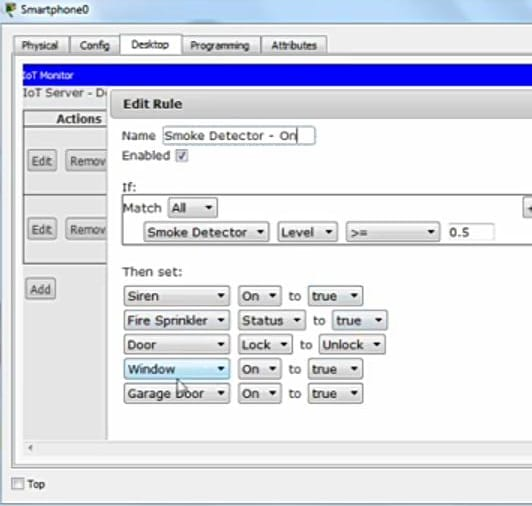 Smartphone0
Physical Config Desktop Programming Attributes
IoT Monitor
IoT Server - D
Actions
Edit Rule
Name Smoke Detector - On
Enabled
Edit Remov
If:
Match All
Smoke Detector Level >= 0.5
Edit Remov
Then set:
Add
Siren On to true
Fire Sprinkler Status to true
Door Lock to Unlock
Window On to true
Garage Door On to true
Top